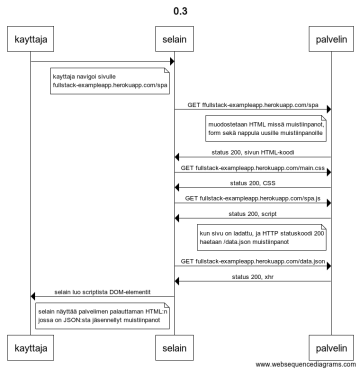 0.3
kayttaja
selain
palvelin
kayttaja navigoi sivulle
fullstack-exampleapp.herokuapp.com/spa
GET ffullstack-exampleapp.herokuapp.com/spa
muodostetaan HTML missä muistiinpanot,
form sekä nappula uusille muistiinpanoille
status 200, sivun HTML-koodi
GET fullstack-exampleapp.herokuapp.com/main.css
status 200, CSS
GET fullstack-exampleapp.herokuapp.com/spa.js
status 200, script
kun sivu on ladattu, ja HTTP statuskoodi 200
haetaan /data.json muistiinpanot
GET fullstack-exampleapp.herokuapp.com/data.json
status 200, xhr
selain luo scriptista DOM-elementit
selain näyttää palvelimen palauttaman HTML:n
jossa on JSON:sta jäsennellyt muistiinpanot
kayttaja
selain
palvelin
www.websequencediagrams.com